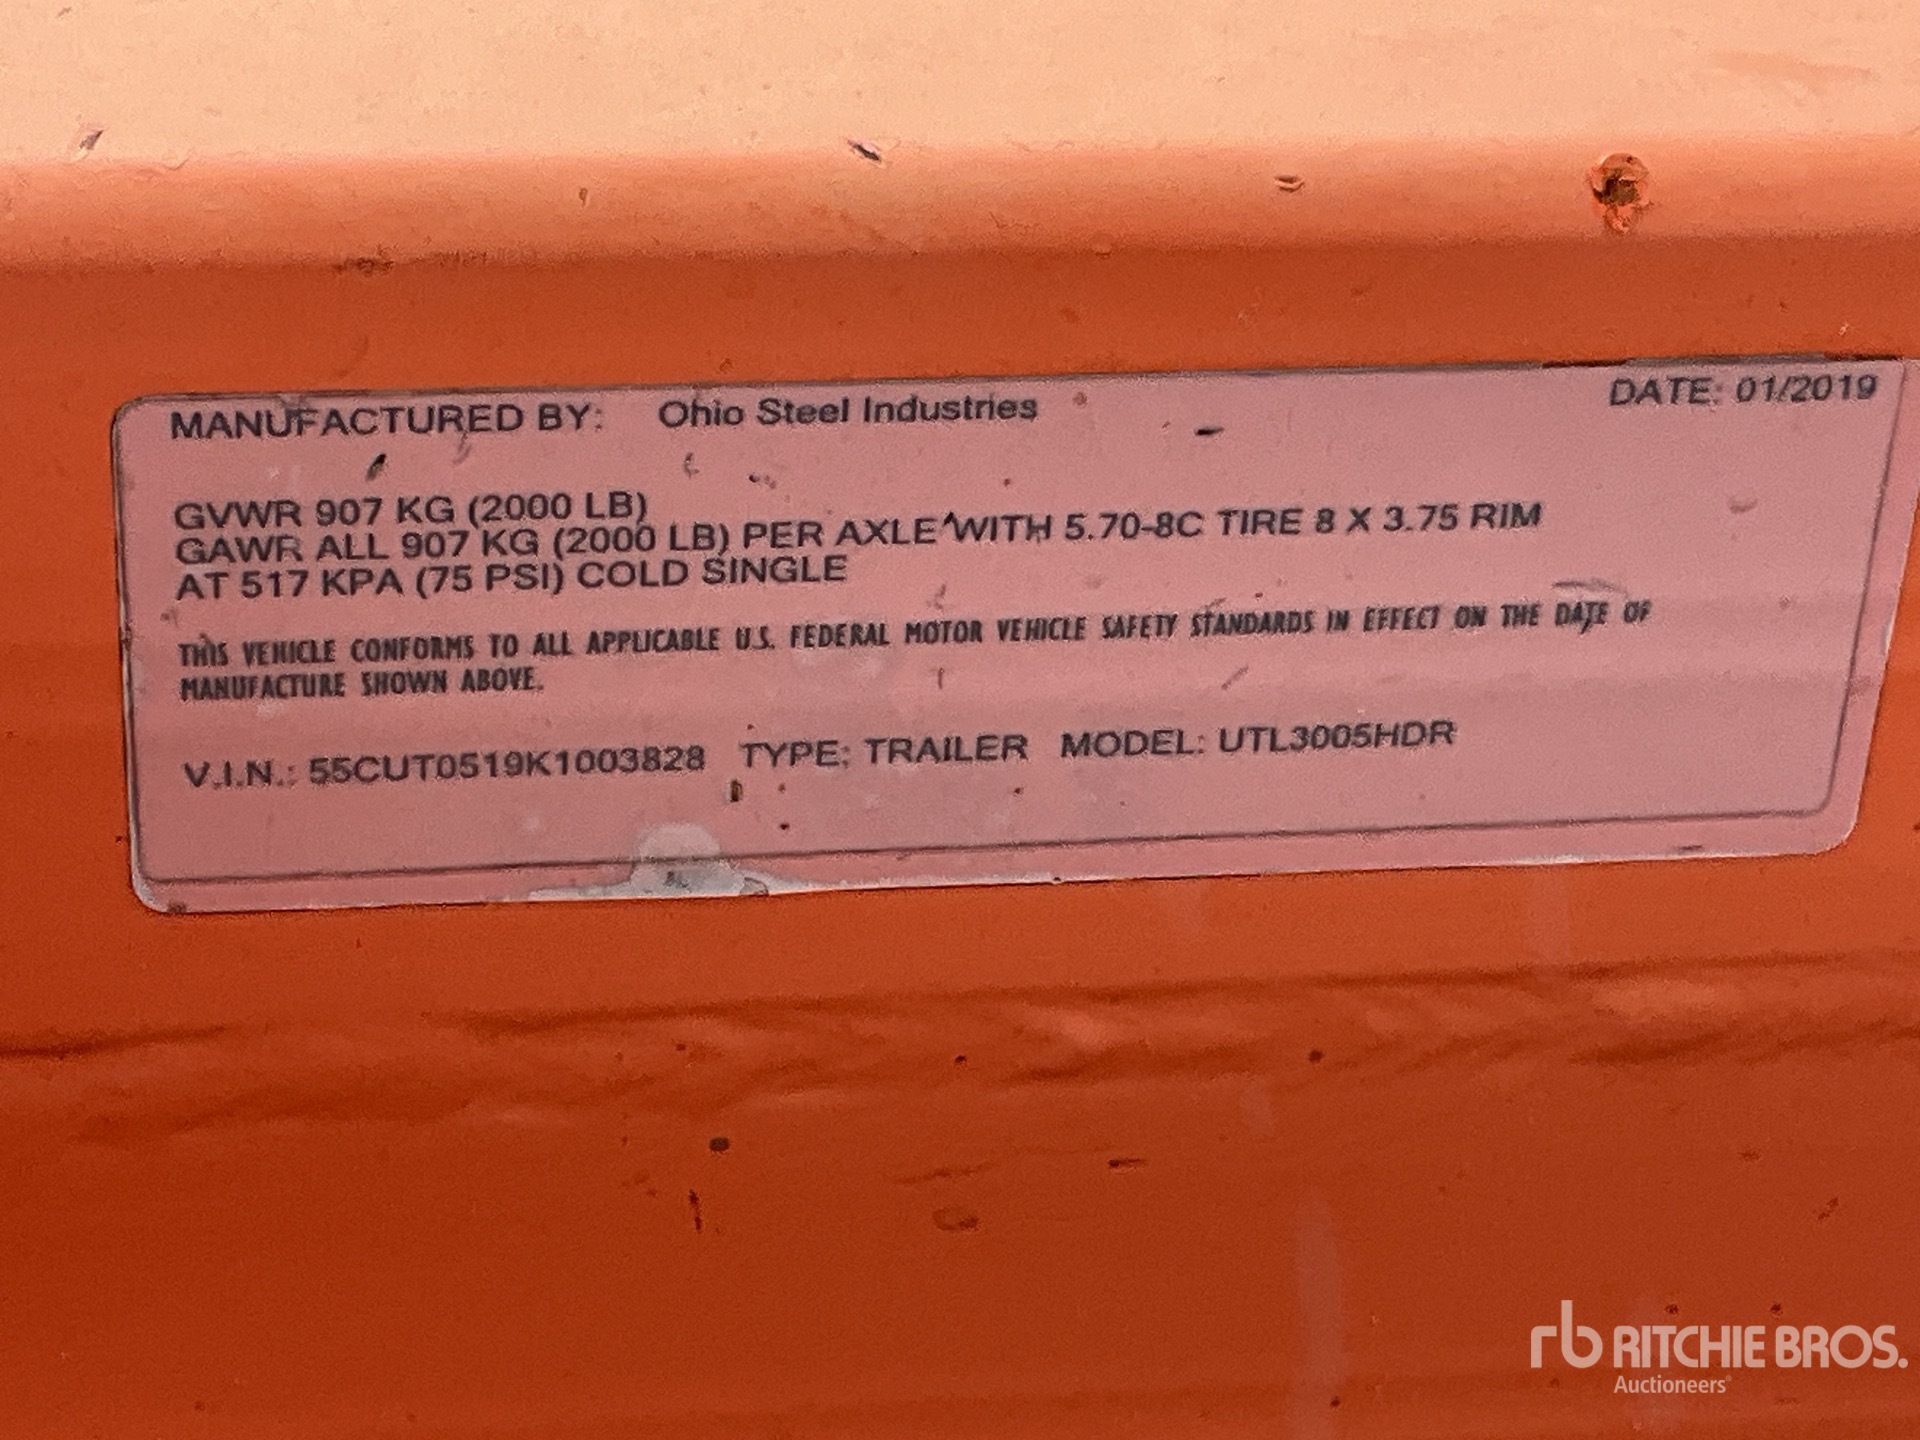 MANUFACTURED BY: Ohio Steel Industries DATE: 01/2019
GVWR 907 KG (2000 LB)
GAWR ALL 907 KG (2000 LB) PER AXLE WITH 5.70-8C TIRE 8 X 3.75 RIM
AT 517 KPA (75 PSI) COLD SINGLE
THIS VEHICLE CONFORMS TO ALL APPLICABLE U.S. FEDERAL MOTOR VEHICLE SAFETY STANDARDS IN EFFECT ON THE DATE OF
MANUFACTURE SHOWN ABOVE.
V.I.N.: 55CUT0519K1003828 TYPE: TRAILER MODEL: UTL3005HDR
rb RITCHIE BROS.
Auctioneers